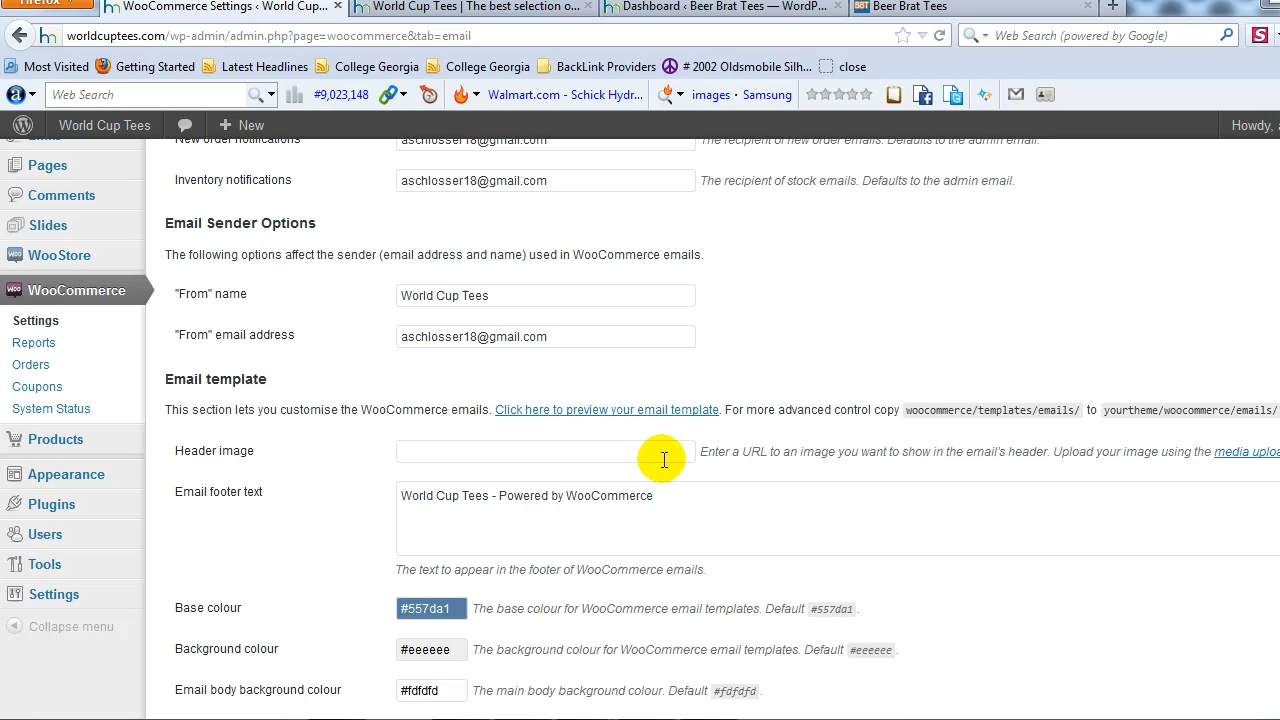 Firefox
WooCommerce Settings ‹ World Cup... ×
World Cup Tees | The best selection o... ×
Dashboard ‹ Beer Brat Tees — WordP... ×
BBT Beer Brat Tees ×
worldcuptees.com/wp-admin/admin.php?page=woocommerce&tab=email
Web Search (powered by Google)
Most Visited Getting Started Latest Headlines College Georgia College Georgia BackLink Providers # 2002 Oldsmobile Silh... close
Web Search #9,023,148 Walmart.com - Schick Hydr... images · Samsung
World Cup Tees + New Howdy, a
Pages
Comments
Slides
WooStore
WooCommerce
Settings
Reports
Orders
Coupons
System Status
Products
Appearance
Plugins
Users
Tools
Settings
Collapse menu
New order notifications aschlosser18@gmail.com The recipient of new order emails. Defaults to the admin email.
Inventory notifications aschlosser18@gmail.com The recipient of stock emails. Defaults to the admin email.
Email Sender Options
The following options affect the sender (email address and name) used in WooCommerce emails.
"From" name World Cup Tees
"From" email address aschlosser18@gmail.com
Email template
This section lets you customise the WooCommerce emails. Click here to preview your email template. For more advanced control copy woocommerce/templates/emails/ to yourtheme/woocommerce/emails/
Header image Enter a URL to an image you want to show in the email's header. Upload your image using the media uploa
Email footer text World Cup Tees - Powered by WooCommerce
The text to appear in the footer of WooCommerce emails.
Base colour #557da1 The base colour for WooCommerce email templates. Default #557da1.
Background colour #eeeeee The background colour for WooCommerce email templates. Default #eeeeee.
Email body background colour #fdfdfd The main body background colour. Default #fdfdfd.